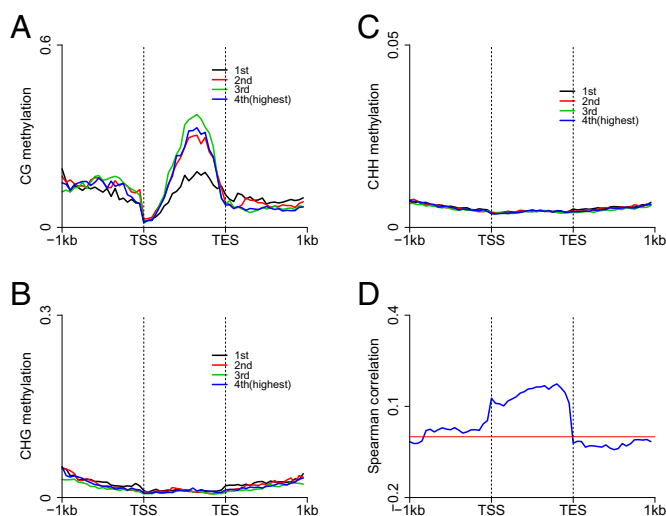 A
0.6
CG methylation
0
1st
2nd
3rd
4th(highest)
−1kb TSS TES 1kb
C
0.05
CHH methylation
0
1st
2nd
3rd
4th(highest)
−1kb TSS TES 1kb
B
0.3
CHG methylation
0
1st
2nd
3rd
4th(highest)
−1kb TSS TES 1kb
D
0.4
0.1
−0.2
Spearman correlation
−1kb TSS TES 1kb